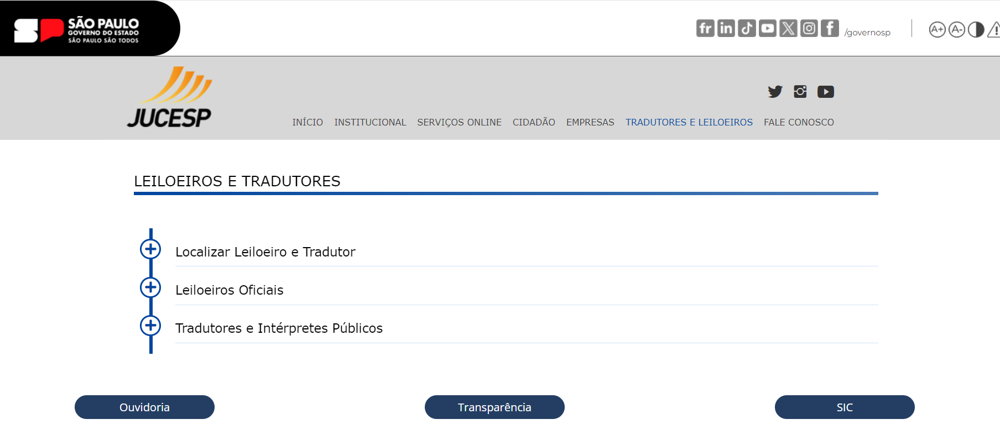 SÃO PAULO
GOVERNO DO ESTADO
SÃO PAULO SÃO TODOS
/governosp
A+ A-
JUCESP
INÍCIO INSTITUCIONAL SERVIÇOS ONLINE CIDADÃO EMPRESAS TRADUTORES E LEILOEIROS FALE CONOSCO
LEILOEIROS E TRADUTORES
Localizar Leiloeiro e Tradutor
Leiloeiros Oficiais
Tradutores e Intérpretes Públicos
Ouvidoria Transparência SIC